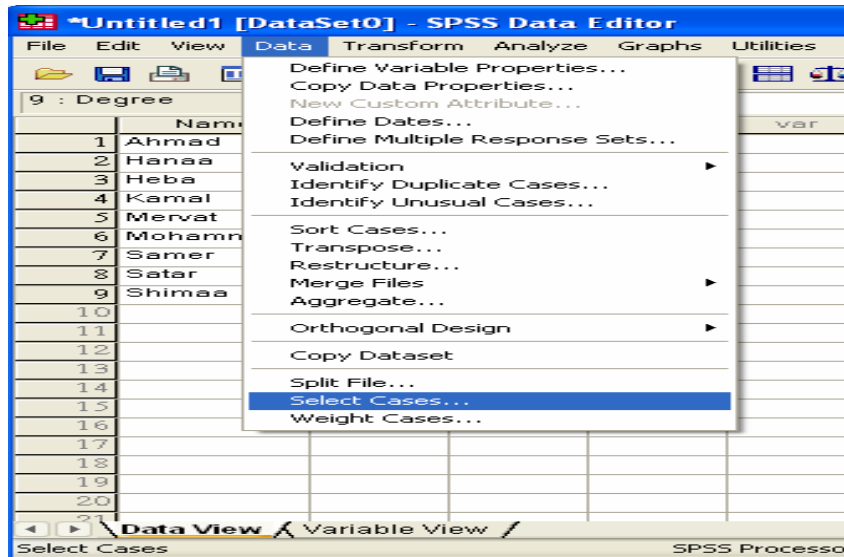 *Untitled1 [DataSet0] - SPSS Data Editor
File Edit View Data Transform Analyze Graphs Utilities
9 : Degree
Define Variable Properties...
Copy Data Properties...
New Custom Attribute...
Define Dates...
Define Multiple Response Sets...
Validation
Identify Duplicate Cases...
Identify Unusual Cases...
Sort Cases...
Transpose...
Restructure...
Merge Files
Aggregate...
Orthogonal Design
Copy Dataset
Split File...
Select Cases...
Weight Cases...
Nam var
1 Ahmad
2 Hanaa
3 Heba
4 Kamal
5 Mervat
6 Mohamm
7 Samer
8 Satar
9 Shimaa
10
11
12
13
14
15
16
17
18
19
20
21
Data View Variable View
Select Cases SPSS Processo